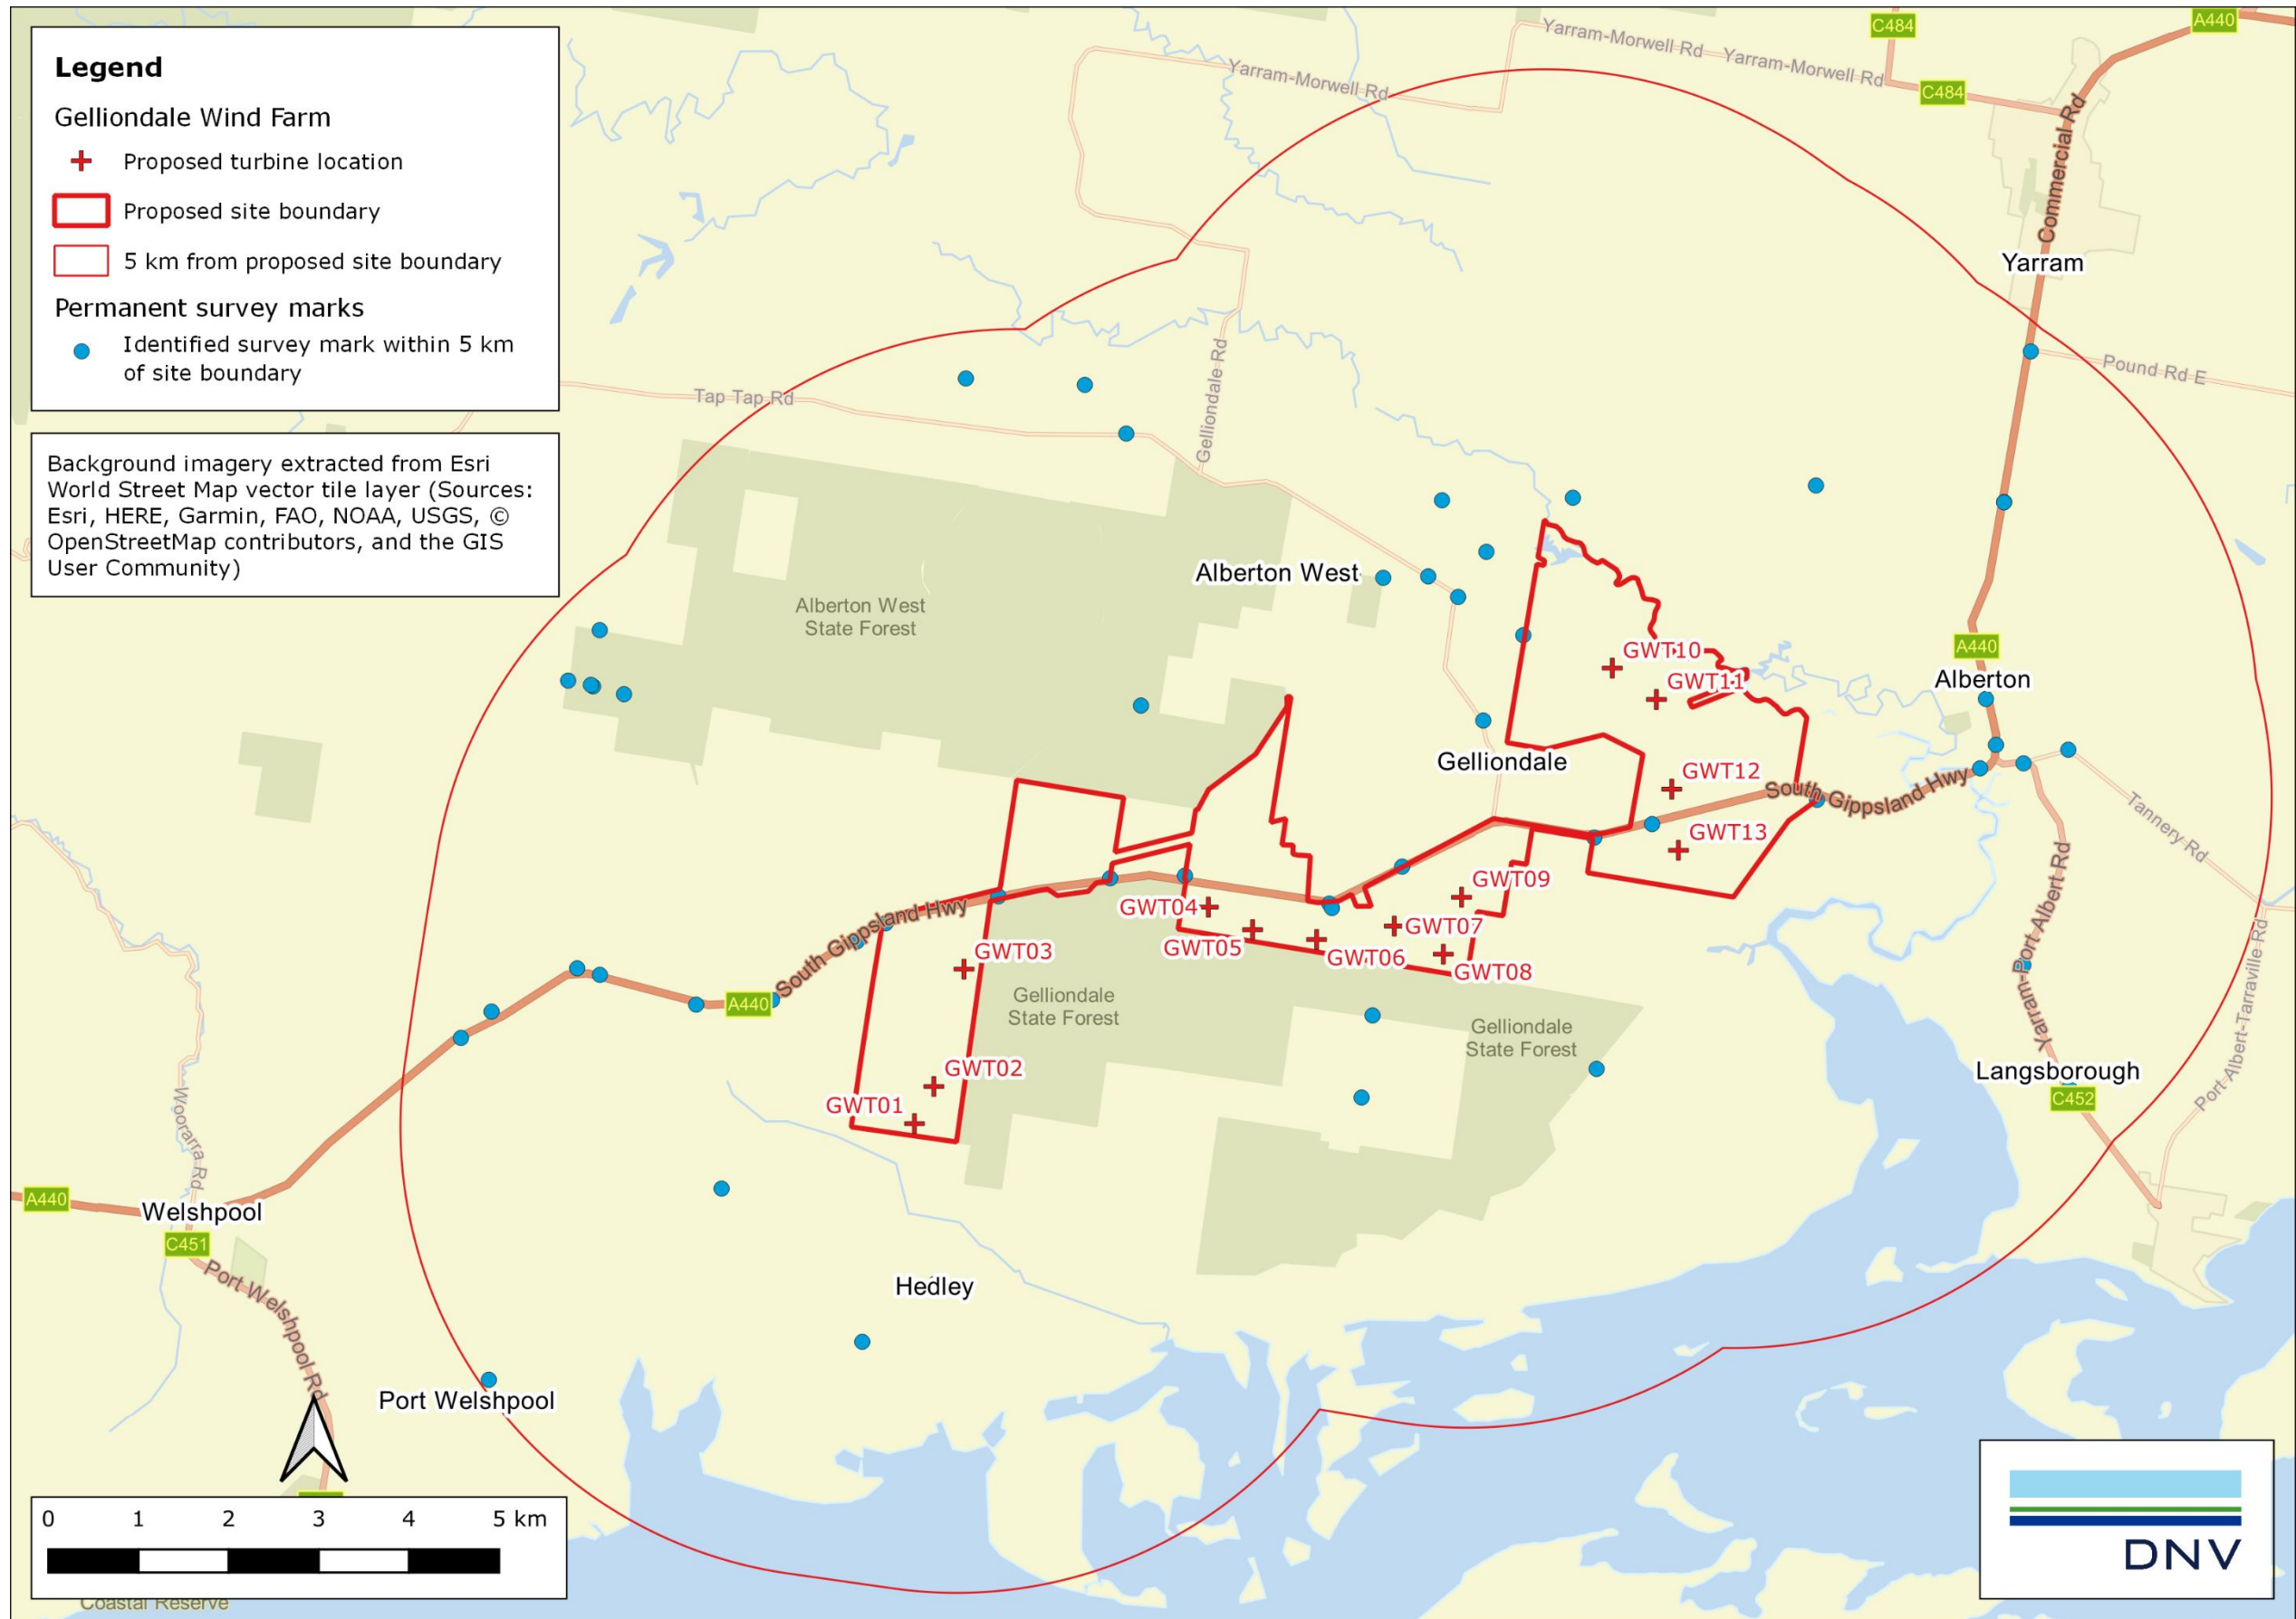 Legend
Gelliondale Wind Farm
Proposed turbine location
Proposed site boundary
5 km from proposed site boundary
Permanent survey marks
Identified survey mark within 5 km
of site boundary
Background imagery extracted from Esri
World Street Map vector tile layer (Sources:
Esri, HERE, Garmin, FAO, NOAA, USGS, ©
OpenStreetMap contributors, and the GIS
User Community)
Yarram-Morwell Rd
Yarram-Morwell Rd
Yarram-Morwell Rd
C484
C484
A440
Commercial Rd
Yarram
Pound Rd E
Tap Tap Rd
Gelliondale Rd
Alberton West
Alberton West
State Forest
GWT10
GWT11
A440
Alberton
Gelliondale
GWT12
South Gippsland Hwy
GWT13
Tannery Rd
GWT09
GWT04
GWT07
GWT05
GWT06
GWT08
South Gippsland Hwy
GWT03
A440
Gelliondale
State Forest
Gelliondale
State Forest
Yarram-Port Albert Rd
Port Albert-Tarraville Rd
GWT02
GWT01
Langsborough
C452
Woorarra Rd
A440
Welshpool
C451
Port Welshpool Rd
Hedley
Port Welshpool
0 1 2 3 4 5 km
Coastal Reserve
DNV